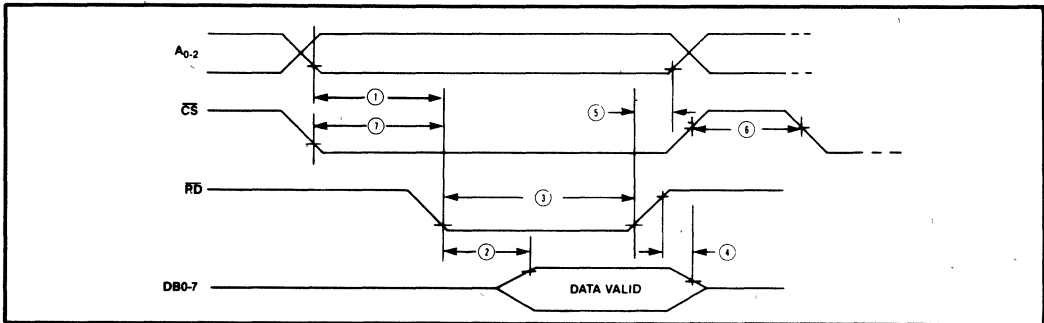 A0-2
① ⑤
CS ⑦ ⑥
RD ③
② ④
DB0-7 DATA VALID